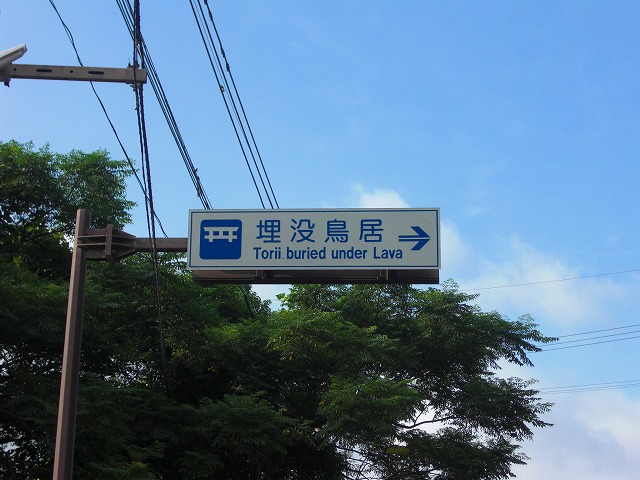 埋没鳥居
Torii buried under Lava